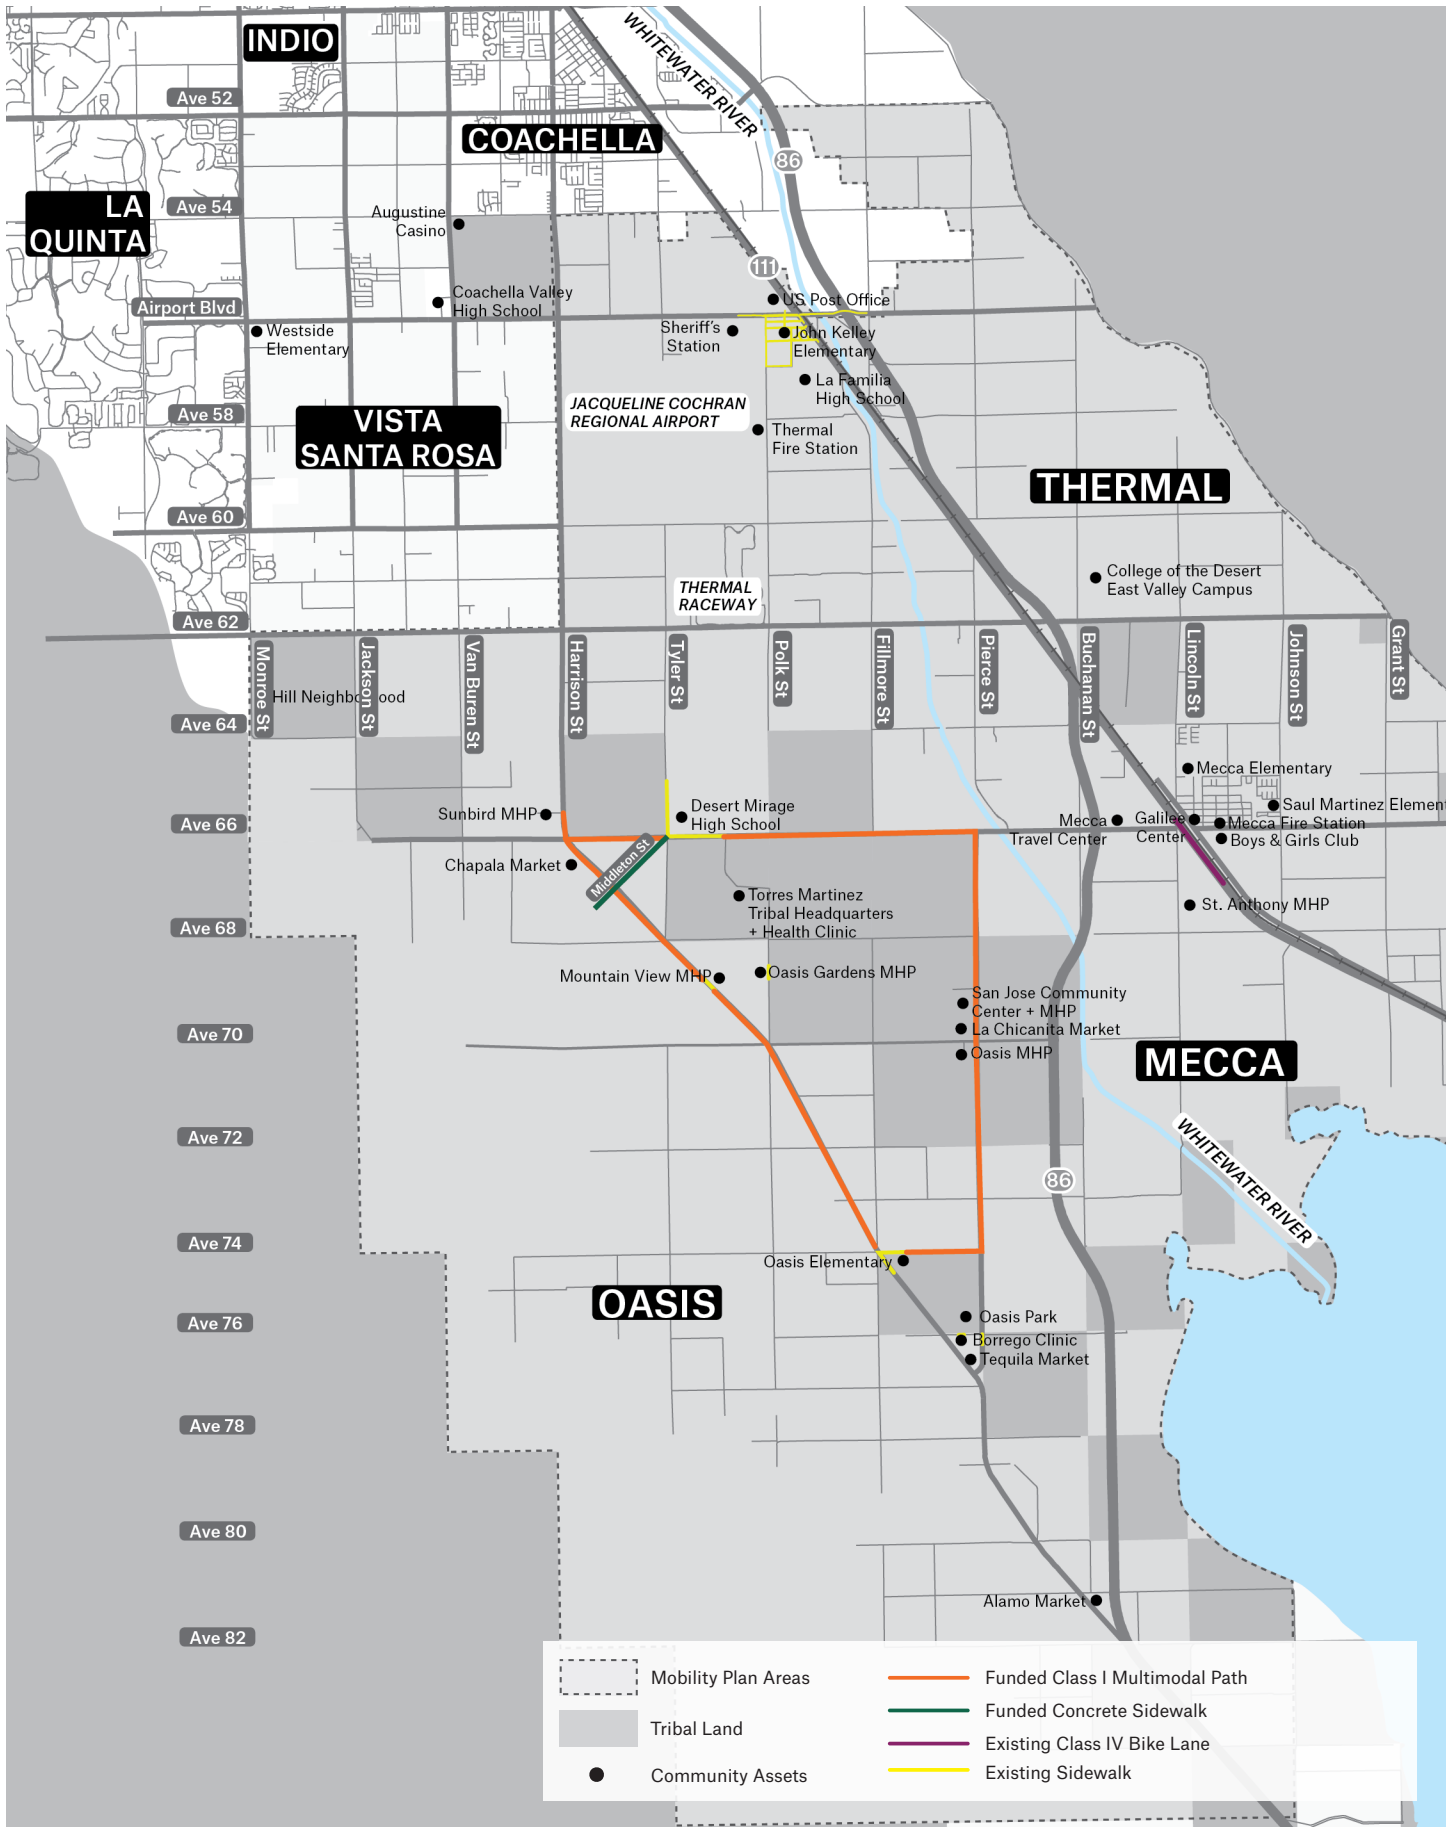 INDIO
WHITEWATER RIVER
Ave 52
COACHELLA
86
LA
QUINTA
Ave 54
Augustine
Casino
111
Coachella Valley
High School
US Post Office
Airport Blvd
Westside
Elementary
Sheriff's
Station
John Kelley
Elementary
La Familia
High School
JACQUELINE COCHRAN
REGIONAL AIRPORT
Ave 58
VISTA
SANTA ROSA
Thermal
Fire Station
THERMAL
Ave 60
College of the Desert
East Valley Campus
THERMAL
RACEWAY
Ave 62
Monroe St
Jackson St
Van Buren St
Harrison St
Tyler St
Polk St
Fillmore St
Pierce St
Buchanan St
Lincoln St
Johnson St
Grant St
Ave 64
Mecca Elementary
Sunbird MHP
Desert Mirage
High School
Saul Martinez Element
Ave 66
Mecca
Travel Center
Galilee
Center
Mecca Fire Station
Boys & Girls Club
Middleton St
Chapala Market
Torres Martinez
Tribal Headquarters
+ Health Clinic
St. Anthony MHP
Ave 68
Mountain View MHP
Oasis Gardens MHP
San Jose Community
Center + MHP
La Chicanita Market
Ave 70
Oasis MHP
MECCA
Ave 72
WHITEWATER RIVER
86
Ave 74
Oasis Elementary
OASIS
Ave 76
Oasis Park
Borrego Clinic
Tequila Market
Ave 78
Ave 80
Alamo Market
Ave 82
Mobility Plan Areas
Tribal Land
Community Assets
Funded Class I Multimodal Path
Funded Concrete Sidewalk
Existing Class IV Bike Lane
Existing Sidewalk